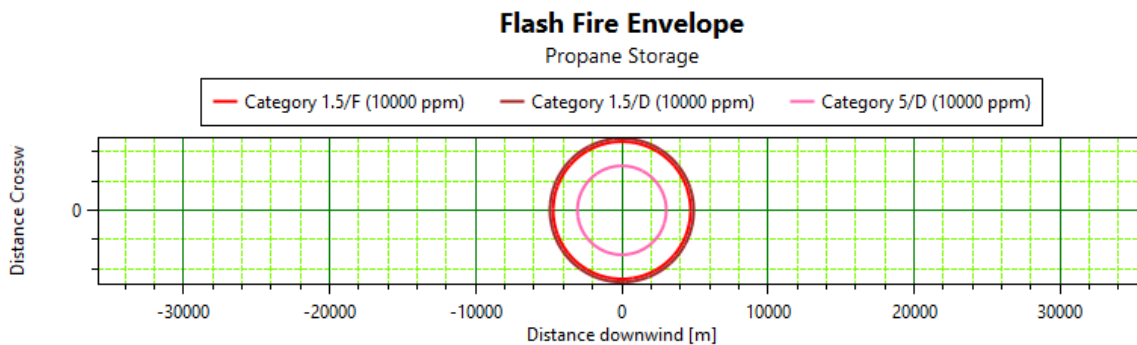 Flash Fire Envelope
Propane Storage
Category 1.5/F (10000 ppm) Category 1.5/D (10000 ppm) Category 5/D (10000 ppm)
Distance Crossw
0
-30000 -20000 -10000 0 10000 20000 30000
Distance downwind [m]